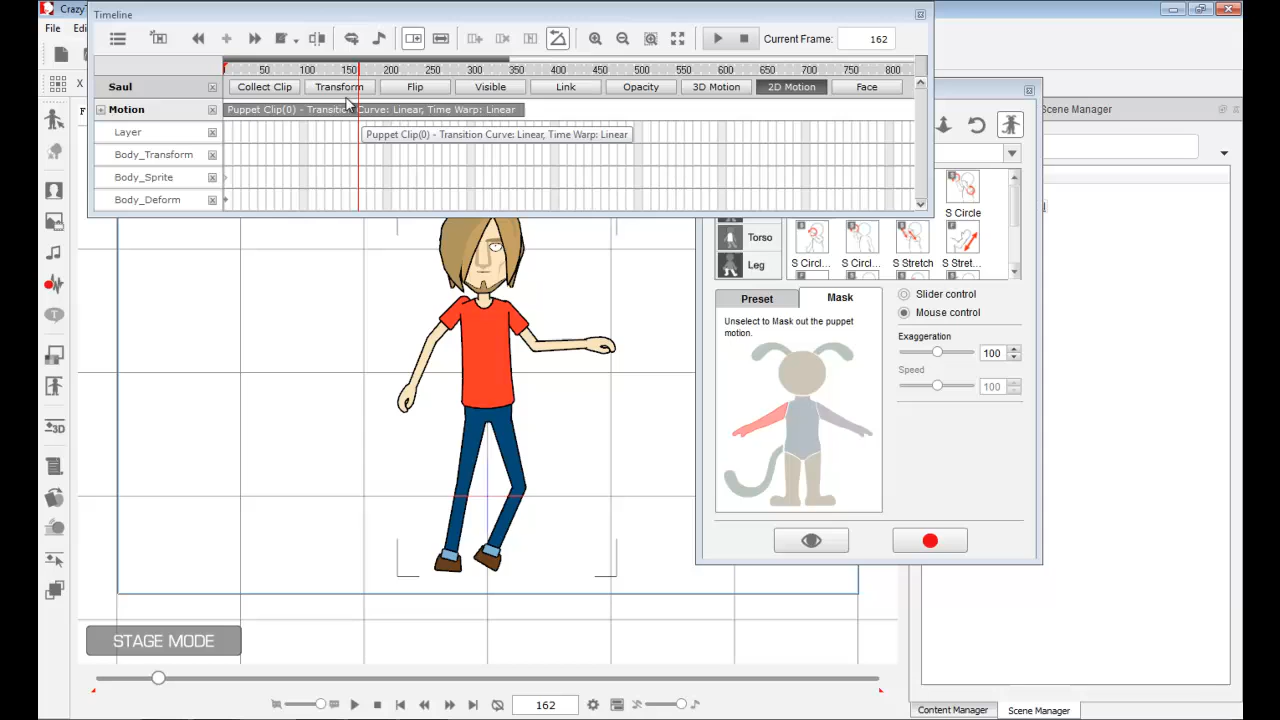 Crazy
Timeline
File
Current Frame: 162
50 100 150 200 250 300 350 400 450 500 550 600 650 700 750 800
Saul Collect Clip Transform Flip Visible Link Opacity 3D Motion 2D Motion Face
Motion Puppet Clip(0) - Transition Curve: Linear, Time Warp: Linear
Scene Manager
Layer Puppet Clip(0) - Transition Curve: Linear, Time Warp: Linear
Body_Transform
Body_Sprite
Body_Deform
S Circle
Torso
Leg
S Circl... S Circl... S Stretch S Stret...
Preset Mask
Unselect to Mask out the puppet
motion.
Slider control
Mouse control
Exaggeration
100
Speed
100
STAGE MODE
162
Content Manager Scene Manager